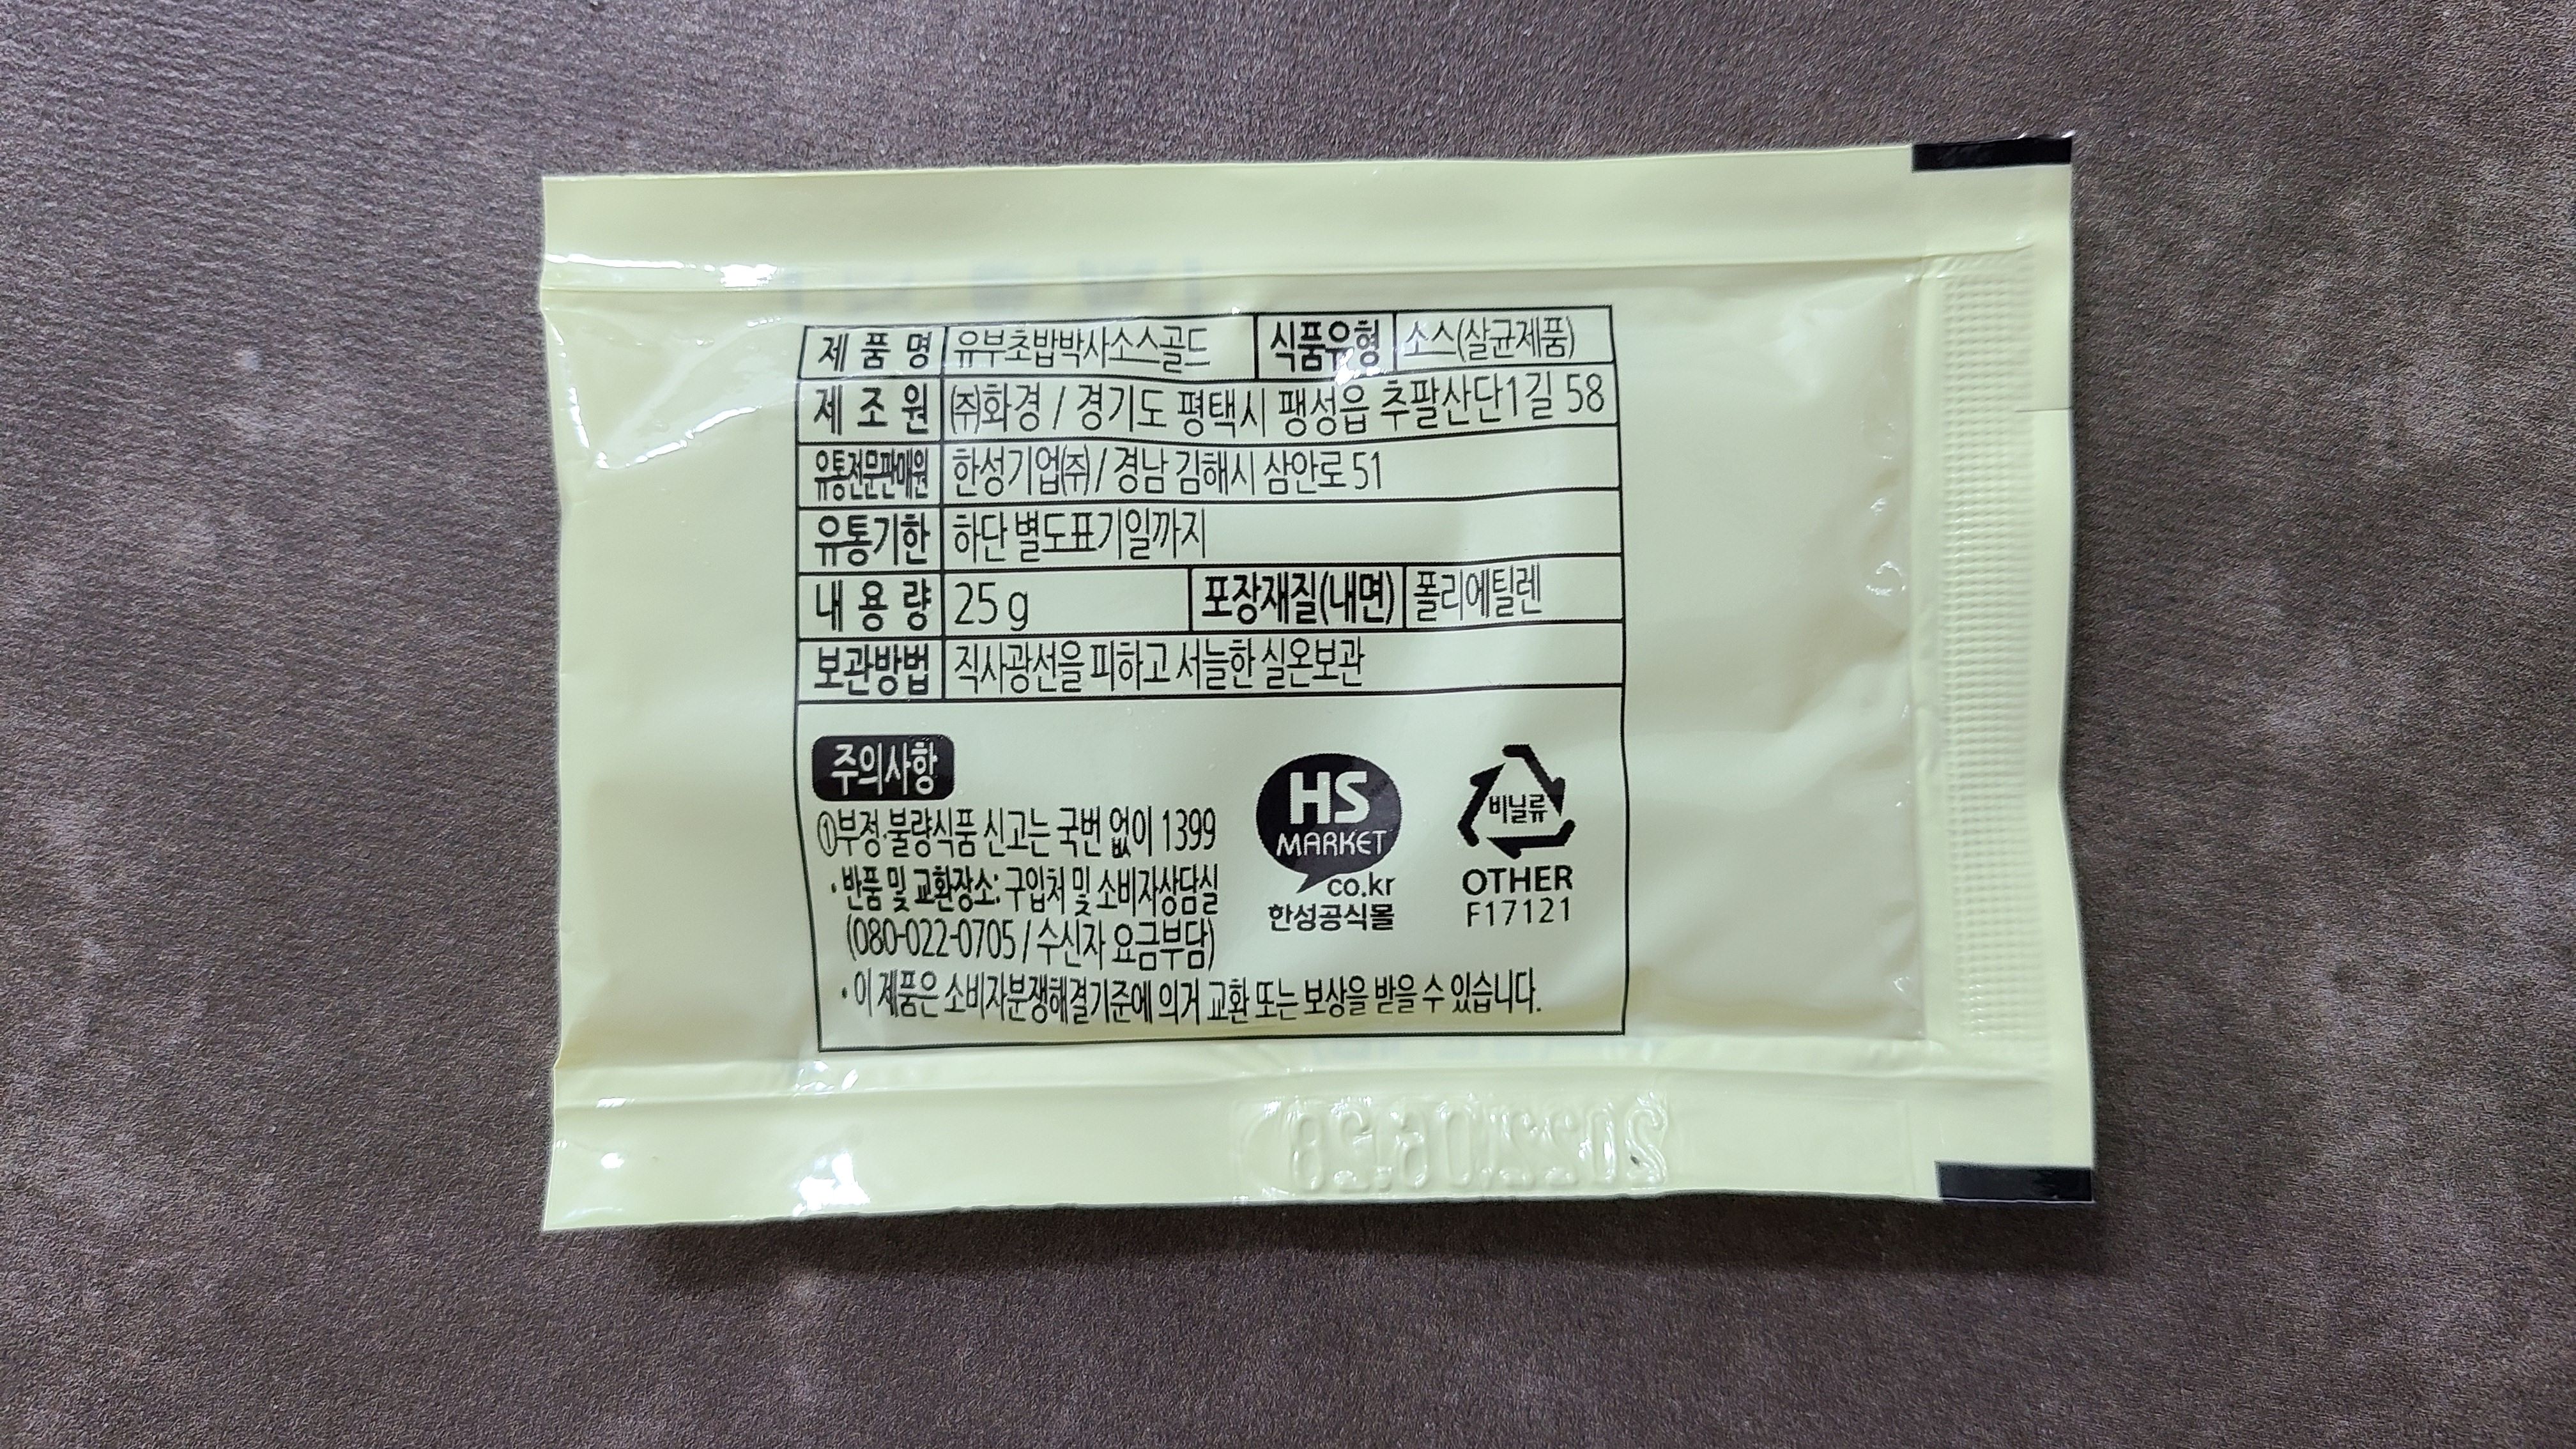 제 품 명 유부초밥박사소스골드 식품유형 소스(살균제품)
제 조 원 ㈜화경 / 경기도 평택시 팽성읍 추팔산단1길 58
유통전문판매원 한성기업㈜ / 경남 김해시 삼안로 51
유통기한 하단 별도표기일까지
내 용 량 25 g 포장재질(내면) 폴리에틸렌
보관방법 직사광선을 피하고 서늘한 실온보관
주의사항
①부정·불량식품 신고는 국번 없이 1399
· 반품 및 교환장소: 구입처 및 소비자상담실
(080-022-0705 / 수신자 요금부담)
· 이 제품은 소비자분쟁해결기준에 의거 교환 또는 보상을 받을 수 있습니다.
HS
MARKET
co.kr
한성공식몰
비닐류
OTHER
F17121